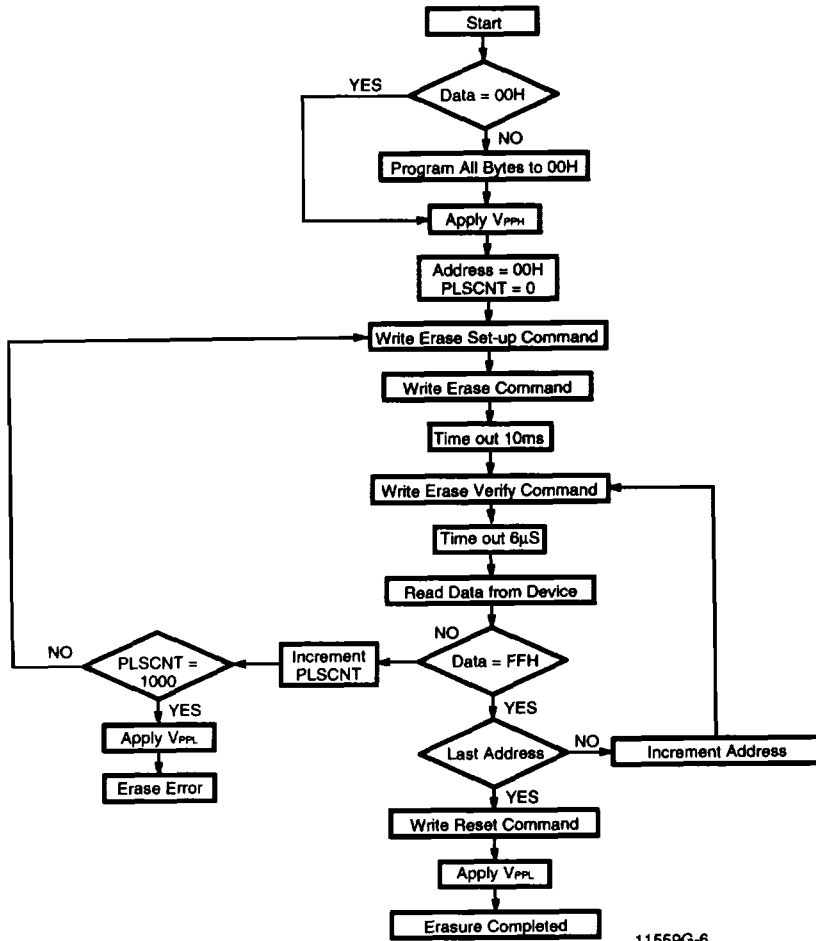 Start
YES
Data = 00H
NO
Program All Bytes to 00H
Apply VPPH
Address = 00H
PLSCNT = 0
Write Erase Set-up Command
Write Erase Command
Time out 10ms
Write Erase Verify Command
Time out 6µS
Read Data from Device
NO
Data = FFH
Increment
PLSCNT
NO
PLSCNT =
1000
YES
Apply VPPL
Erase Error
YES
Last Address
NO
Increment Address
YES
Write Reset Command
Apply VPPL
Erasure Completed
11559G-6